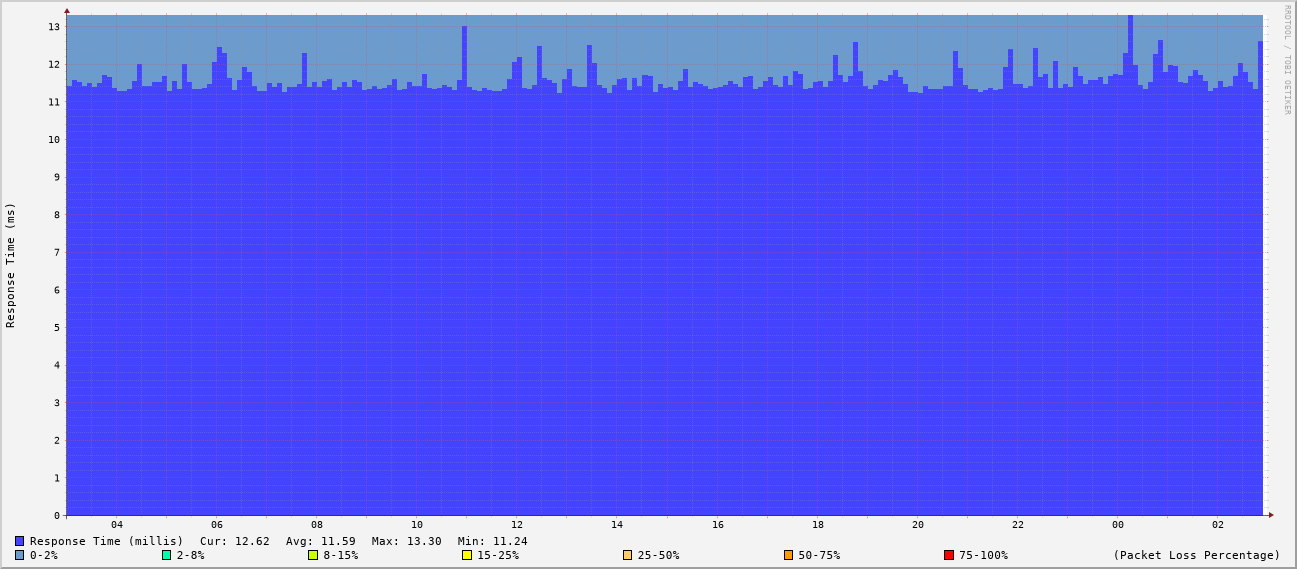 RRDTOOL / TOBI OETIKER
Response Time (ms)
13
12
11
10
9
8
7
6
5
4
3
2
1
0
04 06 08 10 12 14 16 18 20 22 00 02
Response Time (millis) Cur: 12.62 Avg: 11.59 Max: 13.30 Min: 11.24
0-2% 2-8% 8-15% 15-25% 25-50% 50-75% 75-100% (Packet Loss Percentage)